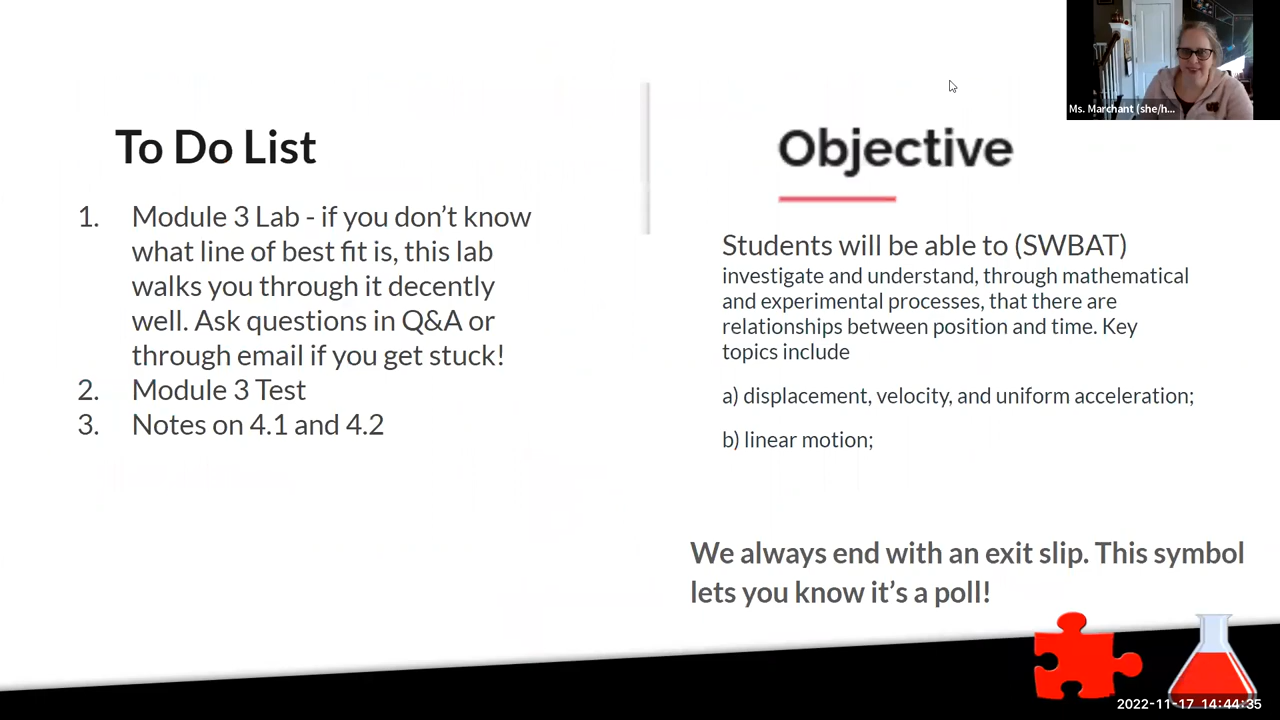 To Do List
1. Module 3 Lab - if you don’t know
what line of best fit is, this lab
walks you through it decently
well. Ask questions in Q&A or
through email if you get stuck!
2. Module 3 Test
3. Notes on 4.1 and 4.2
Objective
Students will be able to (SWBAT)
investigate and understand, through mathematical
and experimental processes, that there are
relationships between position and time. Key
topics include
a) displacement, velocity, and uniform acceleration;
b) linear motion;
We always end with an exit slip. This symbol
lets you know it’s a poll!
Ms. Marchant (she/h...
2022-11-17 14:44:35